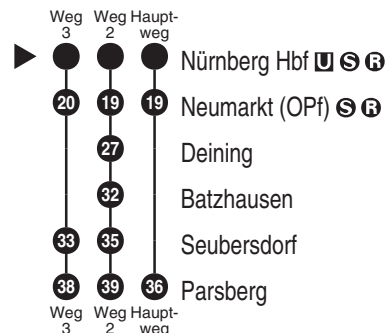 Weg Weg Haupt-
3 2 weg
Nürnberg Hbf U S R
20 19 19 Neumarkt (OPf) S R
27 Deining
32 Batzhausen
33 35 Seubersdorf
38 39 36 Parsberg
Weg Weg Haupt-
3 2 weg